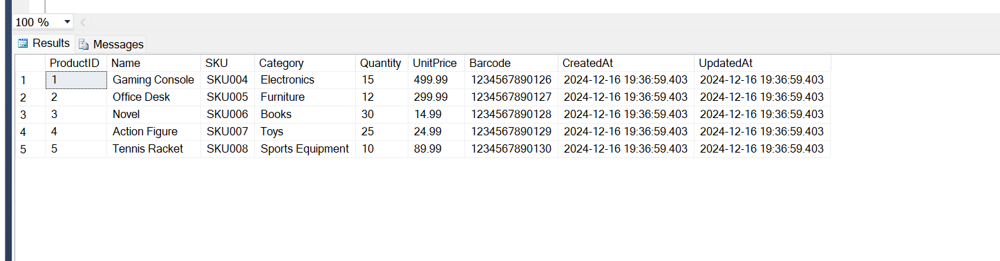 100 %
Results Messages
ProductID Name SKU Category Quantity UnitPrice Barcode CreatedAt UpdatedAt
1 1 Gaming Console SKU004 Electronics 15 499.99 1234567890126 2024-12-16 19:36:59.403 2024-12-16 19:36:59.403
2 2 Office Desk SKU005 Furniture 12 299.99 1234567890127 2024-12-16 19:36:59.403 2024-12-16 19:36:59.403
3 3 Novel SKU006 Books 30 14.99 1234567890128 2024-12-16 19:36:59.403 2024-12-16 19:36:59.403
4 4 Action Figure SKU007 Toys 25 24.99 1234567890129 2024-12-16 19:36:59.403 2024-12-16 19:36:59.403
5 5 Tennis Racket SKU008 Sports Equipment 10 89.99 1234567890130 2024-12-16 19:36:59.403 2024-12-16 19:36:59.403